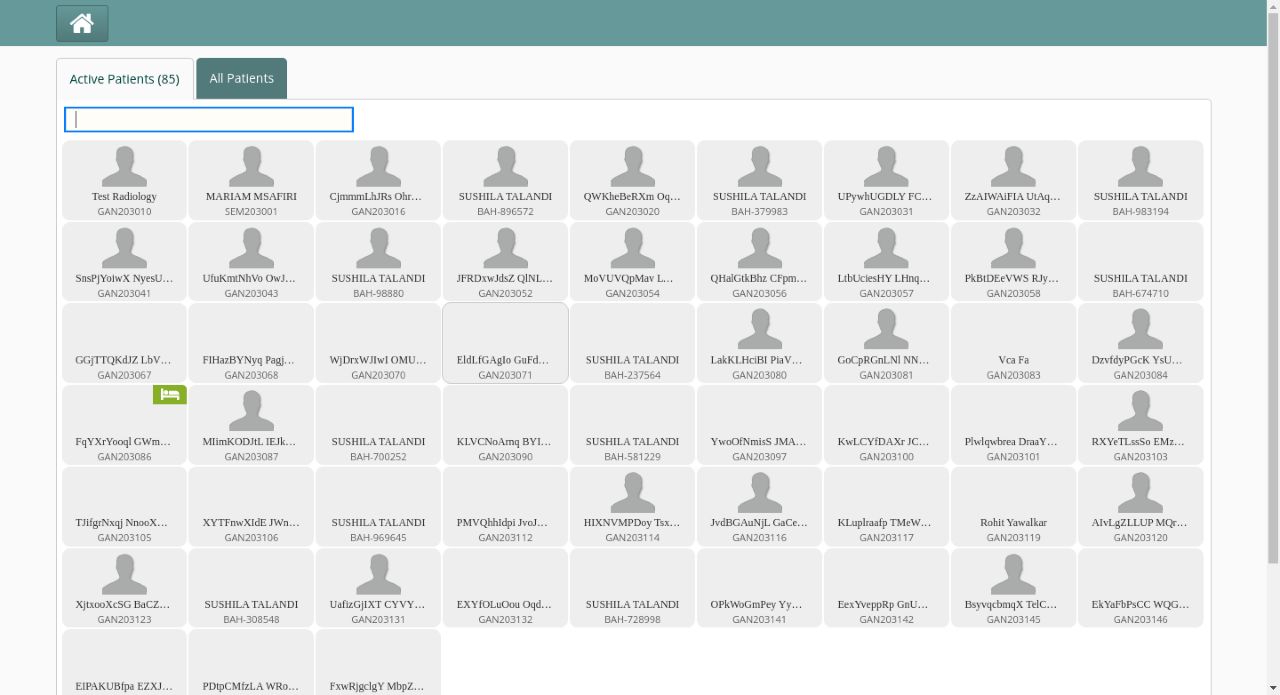 Active Patients (85)
All Patients
Test Radiology
GAN203010
MARIAM MSAFIRI
SEM203001
CjmmmLhJRs Ohr…
GAN203016
SUSHILA TALANDI
BAH-896572
QWKheBeRXm Oq…
GAN203020
SUSHILA TALANDI
BAH-379983
UPywhUGDLY FC…
GAN203031
ZzAIWAiFIA UtAq…
GAN203032
SUSHILA TALANDI
BAH-983194
SnsPjYoiwX NyesU…
GAN203041
UfuKmtNhVo OwJ…
GAN203043
SUSHILA TALANDI
BAH-98880
JFRDxwJdsZ QlNL…
GAN203052
MoVUVQpMav L…
GAN203054
QHalGtkBhz CFpm…
GAN203056
LtbUciesHY LHnq…
GAN203057
PkBtDEeVWS RJy…
GAN203058
SUSHILA TALANDI
BAH-674710
GGjTTQKdJZ LbV…
GAN203067
FIHazBYNyq Pagj…
GAN203068
WjDrxWJIwI OMU…
GAN203070
EldLfGAgIo GuFd…
GAN203071
SUSHILA TALANDI
BAH-237564
LakKLHciBI PiaV…
GAN203080
GoCpRGnLNl NN…
GAN203081
Vca Fa
GAN203083
DzvfdyPGcK YsU…
GAN203084
FqYXrYooql GWm…
GAN203086
MIimKODJtL IEJk…
GAN203087
SUSHILA TALANDI
BAH-700252
KLVCNoArnq BYI…
GAN203090
SUSHILA TALANDI
BAH-581229
YwoOfNmisS JMA…
GAN203097
KwLCYfDAXr JC…
GAN203100
Plwlqwbrea DraaY…
GAN203101
RXYeTLssSo EMz…
GAN203103
TJifgrNxqj NnooX…
GAN203105
XYTFnwXIdE JWn…
GAN203106
SUSHILA TALANDI
BAH-969645
PMVQhhIdpi JvoJ…
GAN203112
HIXNVMPDoy Tsx…
GAN203114
JvdBGAuNjL GaCe…
GAN203116
KLuplraafp TMeW…
GAN203117
Rohit Yawalkar
GAN203119
AIvLgZLLUP MQr…
GAN203120
XjtxooXcSG BaCZ…
GAN203123
SUSHILA TALANDI
BAH-308548
UafizGjIXT CYVY…
GAN203131
EXYfOLuOou Oqd…
GAN203132
SUSHILA TALANDI
BAH-728998
OPkWoGmPey Yy…
GAN203141
EexYveppRp GnU…
GAN203142
BsyvqcbmqX TelC…
GAN203145
EkYaFbPsCC WQG…
GAN203146
EIPAKUBfpa EZXJ…
PDtpCMfzLA WRo…
FxwRjgclgY MbpZ…